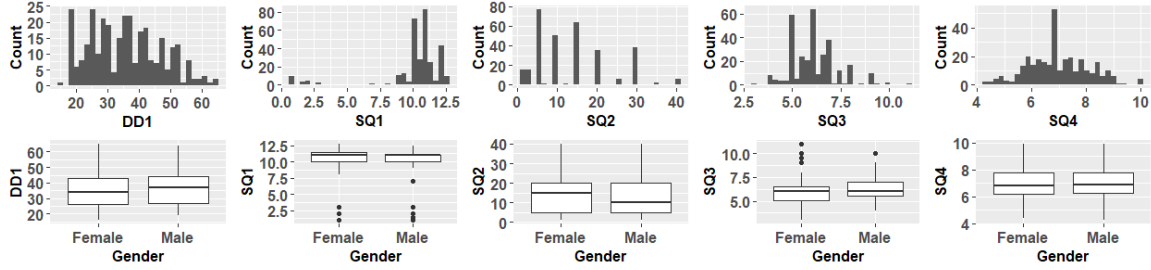 Count
25
20
15
10
5
0
20 30 40 50 60
DD1
Count
80
60
40
20
0
0.0 2.5 5.0 7.5 10.0 12.5
SQ1
Count
80
60
40
20
0
0 10 20 30 40
SQ2
Count
60
40
20
0
2.5 5.0 7.5 10.0
SQ3
Count
40
20
0
4 6 8 10
SQ4
DD1
60
50
40
30
20
Female Male
Gender
SQ1
12.5
10.0
7.5
5.0
2.5
Female Male
Gender
SQ2
40
30
20
10
0
Female Male
Gender
SQ3
10.0
7.5
5.0
Female Male
Gender
SQ4
10
8
6
4
Female Male
Gender